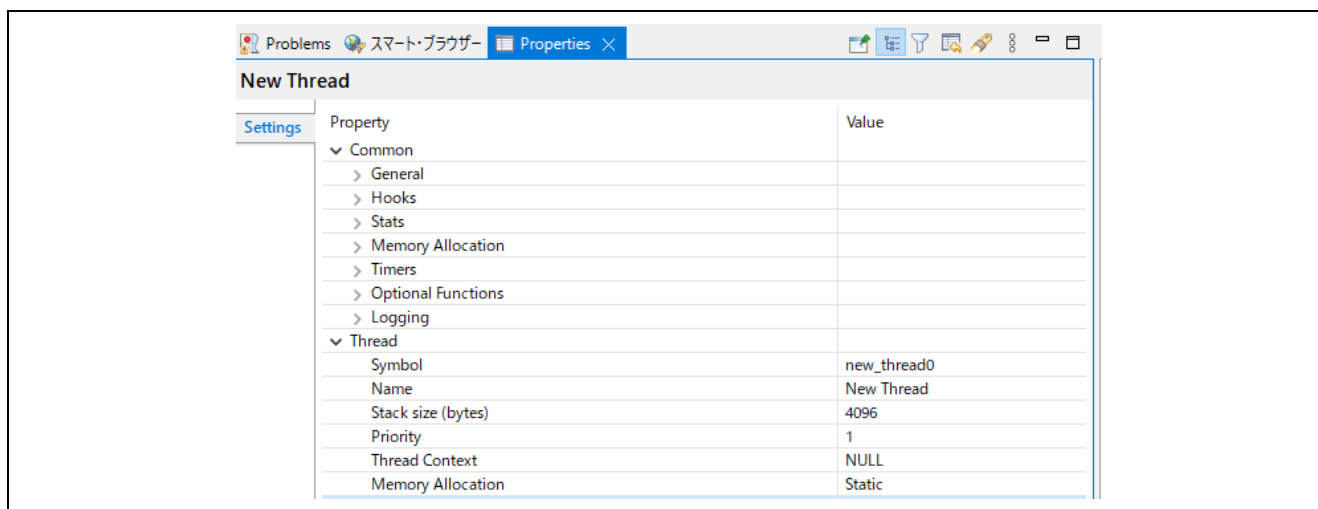 Problems スマート・ブラウザー Properties
New Thread
Settings Property Value
Common
General
Hooks
Stats
Memory Allocation
Timers
Optional Functions
Logging
Thread
Symbol new_thread0
Name New Thread
Stack size (bytes) 4096
Priority 1
Thread Context NULL
Memory Allocation Static